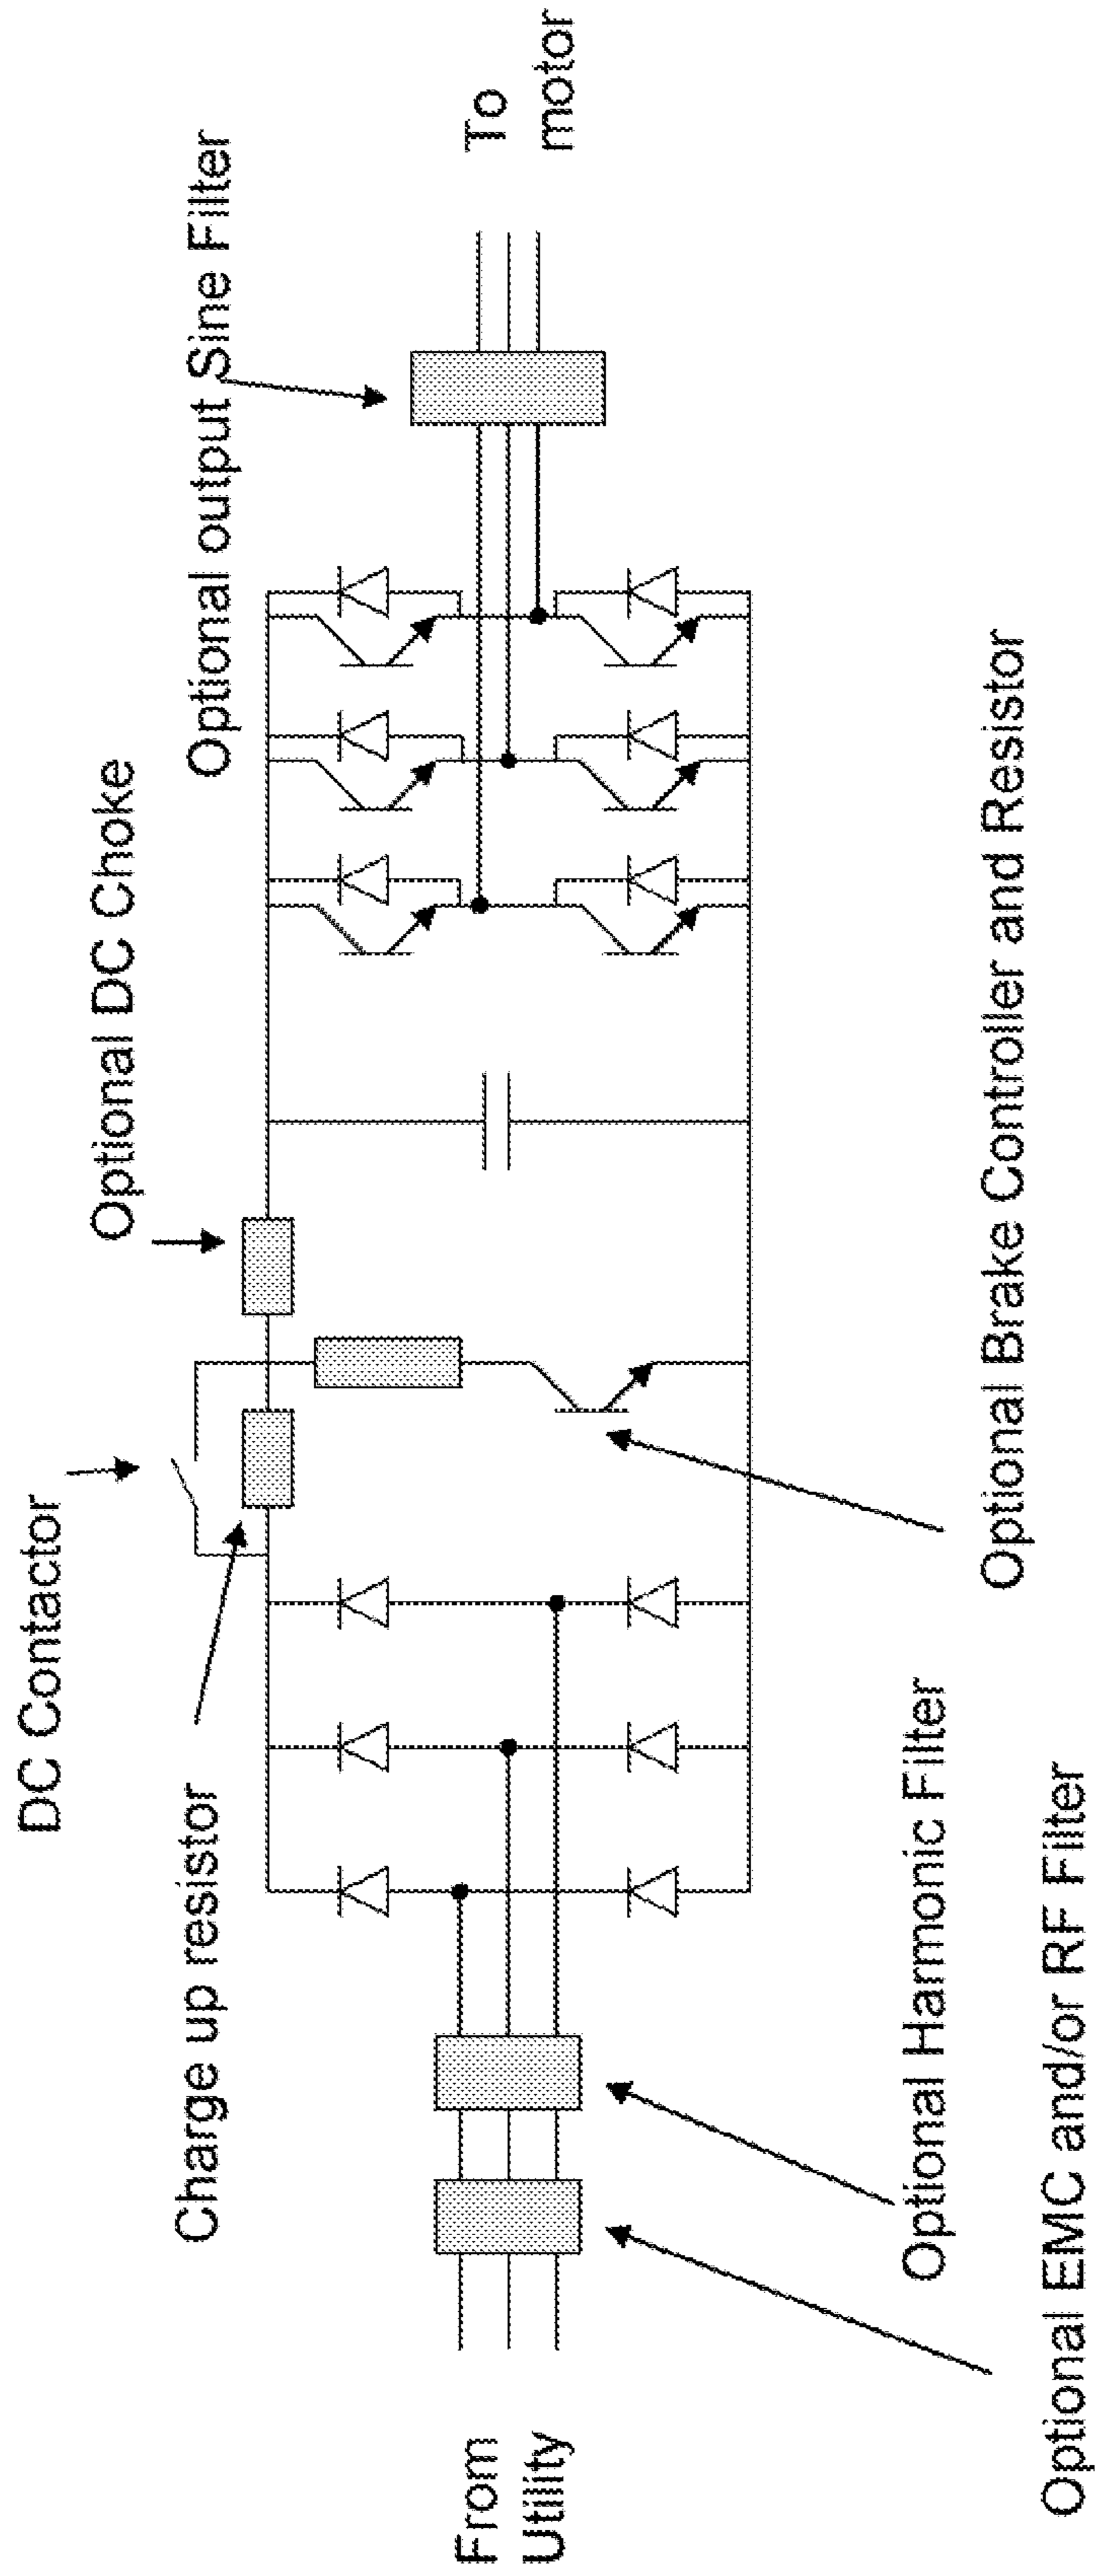 DC Contactor
Optional DC Choke
Charge up resistor
Optional output Sine Filter
From
Utility
To
motor
Optional Harmonic Filter
Optional Brake Controller and Resistor
Optional EMC and/or RF Filter